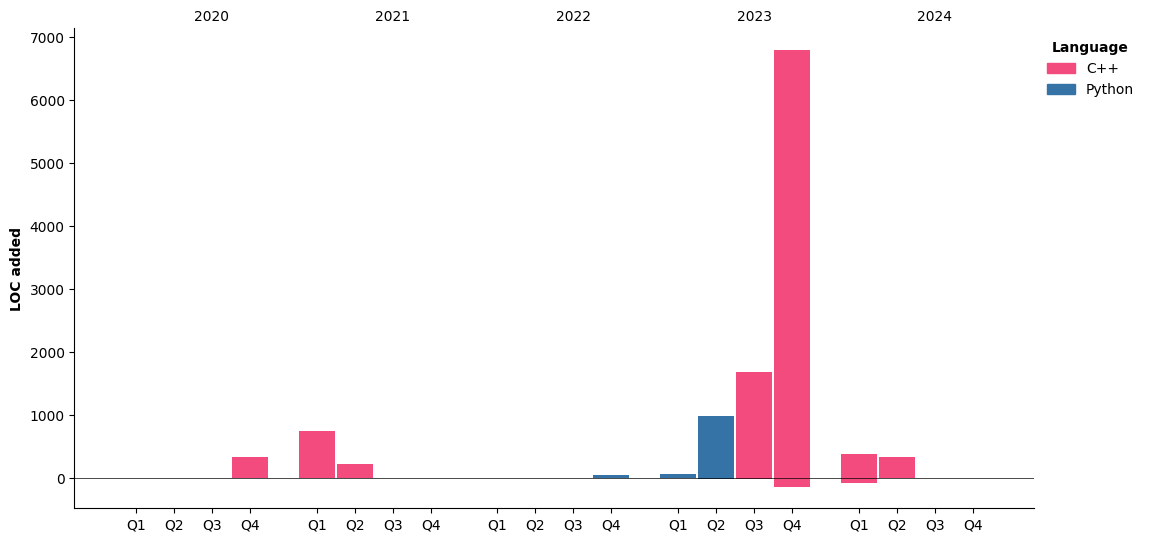 2020 2021 2022 2023 2024
Language
C++
Python
LOC added
7000
6000
5000
4000
3000
2000
1000
0
Q1 Q2 Q3 Q4 Q1 Q2 Q3 Q4 Q1 Q2 Q3 Q4 Q1 Q2 Q3 Q4 Q1 Q2 Q3 Q4